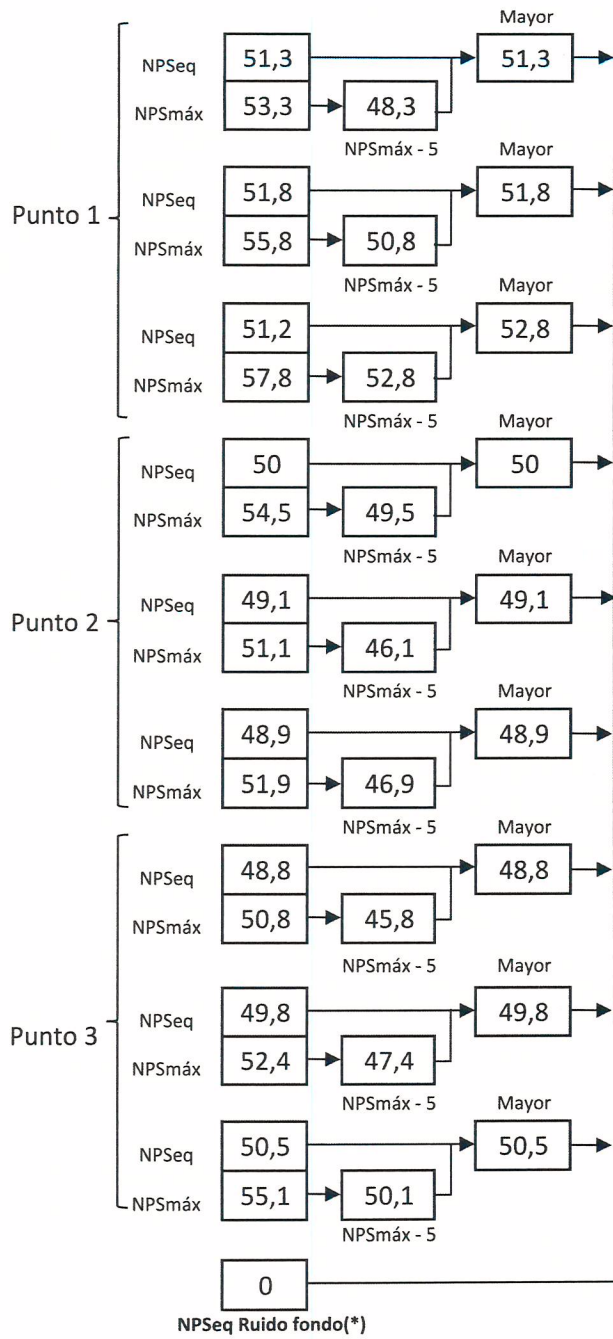 Mayor
NPSeq 51,3 51,3
NPSmáx 53,3 48,3
NPSmáx - 5
Mayor
NPSeq 51,8 51,8
Punto 1
NPSmáx 55,8 50,8
NPSmáx - 5
Mayor
NPSeq 51,2 52,8
NPSmáx 57,8 52,8
NPSmáx - 5
Mayor
NPSeq 50 50
NPSmáx 54,5 49,5
NPSmáx - 5
Mayor
NPSeq 49,1 49,1
Punto 2
NPSmáx 51,1 46,1
NPSmáx - 5
Mayor
NPSeq 48,9 48,9
NPSmáx 51,9 46,9
NPSmáx - 5
Mayor
NPSeq 48,8 48,8
NPSmáx 50,8 45,8
NPSmáx - 5
Mayor
NPSeq 49,8 49,8
Punto 3
NPSmáx 52,4 47,4
NPSmáx - 5
Mayor
NPSeq 50,5 50,5
NPSmáx 55,1 50,1
NPSmáx - 5
0
NPSeq Ruido fondo(*)